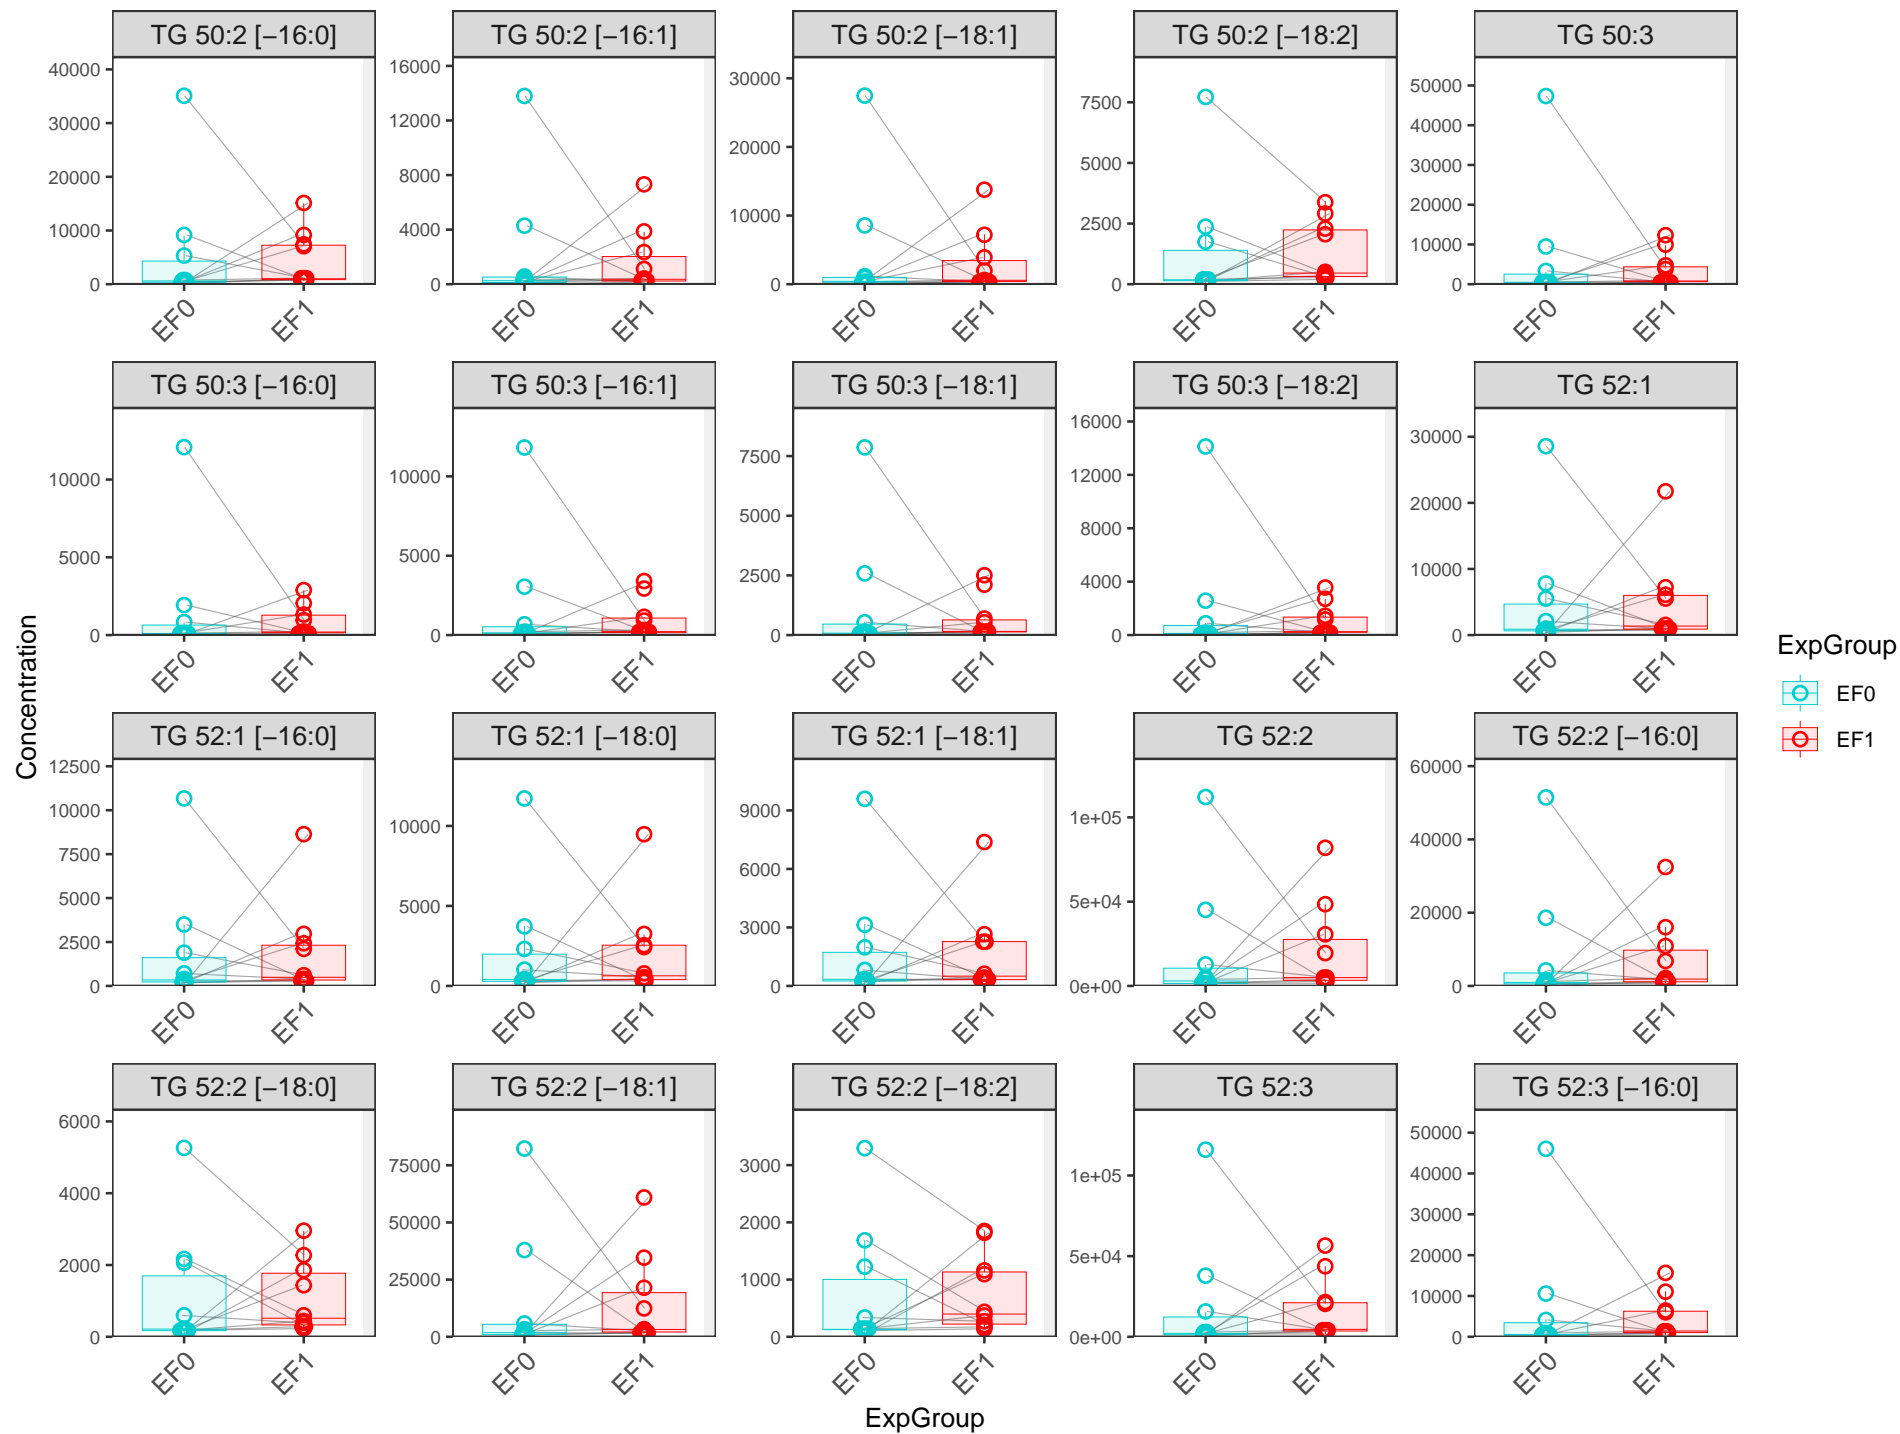 TG 50:2 [−16:0]
TG 50:2 [−16:1]
TG 50:2 [−18:1]
TG 50:2 [−18:2]
TG 50:3
40000
30000
20000
10000
0
16000
12000
8000
4000
0
30000
20000
10000
0
7500
5000
2500
0
50000
40000
30000
20000
10000
0
EF0
EF1
EF0
EF1
EF0
EF1
EF0
EF1
EF0
EF1
TG 50:3 [−16:0]
TG 50:3 [−16:1]
TG 50:3 [−18:1]
TG 50:3 [−18:2]
TG 52:1
10000
5000
0
10000
5000
0
7500
5000
2500
0
16000
12000
8000
4000
0
30000
20000
10000
0
EF0
EF1
EF0
EF1
EF0
EF1
EF0
EF1
EF0
EF1
TG 52:1 [−16:0]
TG 52:1 [−18:0]
TG 52:1 [−18:1]
TG 52:2
TG 52:2 [−16:0]
12500
10000
7500
5000
2500
0
10000
5000
0
9000
6000
3000
0
1e+05
5e+04
0e+00
60000
40000
20000
0
EF0
EF1
EF0
EF1
EF0
EF1
EF0
EF1
EF0
EF1
TG 52:2 [−18:0]
TG 52:2 [−18:1]
TG 52:2 [−18:2]
TG 52:3
TG 52:3 [−16:0]
6000
4000
2000
0
75000
50000
25000
0
3000
2000
1000
0
1e+05
5e+04
0e+00
50000
40000
30000
20000
10000
0
EF0
EF1
EF0
EF1
EF0
EF1
EF0
EF1
EF0
EF1
Concentration
ExpGroup
ExpGroup
EF0
EF1